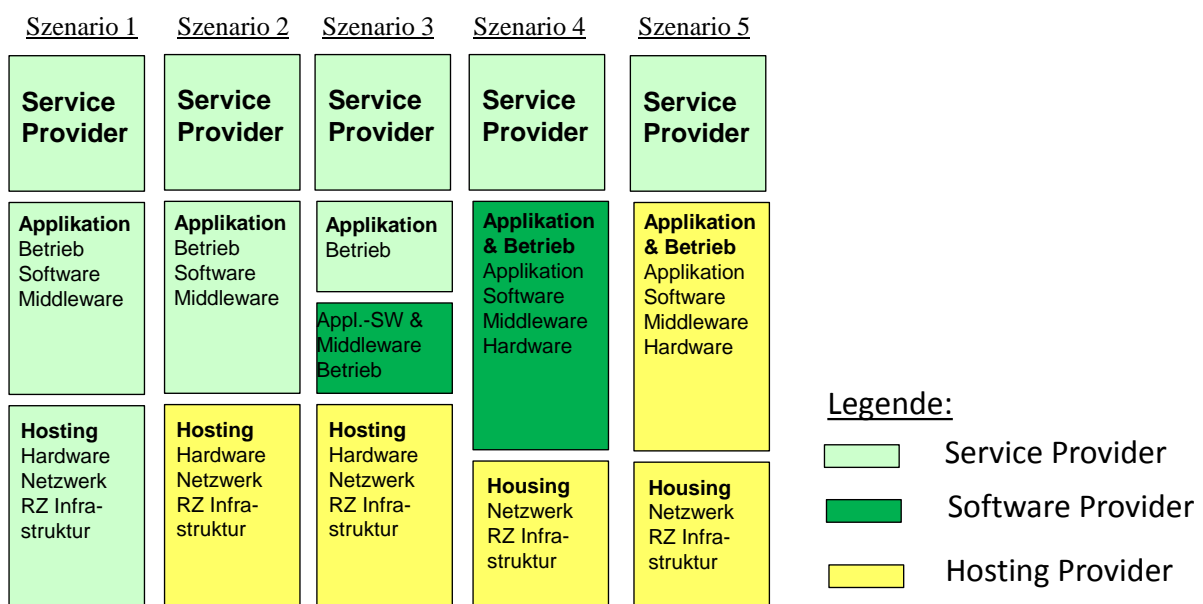 Szenario 1
Szenario 2
Szenario 3
Szenario 4
Szenario 5
Service
Provider
Service
Provider
Service
Provider
Service
Provider
Service
Provider
Applikation
Betrieb
Software
Middleware
Applikation
Betrieb
Software
Middleware
Applikation
Betrieb
Appl.-SW &
Middleware
Betrieb
Applikation
& Betrieb
Applikation
Software
Middleware
Hardware
Applikation
& Betrieb
Applikation
Software
Middleware
Hardware
Hosting
Hardware
Netzwerk
RZ Infra-
struktur
Hosting
Hardware
Netzwerk
RZ Infra-
struktur
Hosting
Hardware
Netzwerk
RZ Infra-
struktur
Housing
Netzwerk
RZ Infra-
struktur
Housing
Netzwerk
RZ Infra-
struktur
Legende:
Service Provider
Software Provider
Hosting Provider